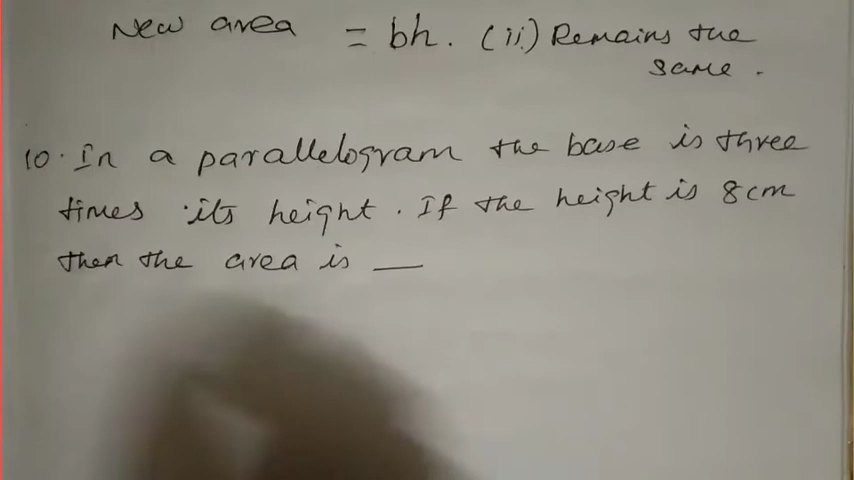 New area = bh. (ii) Remains the
same.
10. In a parallelogram the base is three
times its height. If the height is 8cm
then the area is __